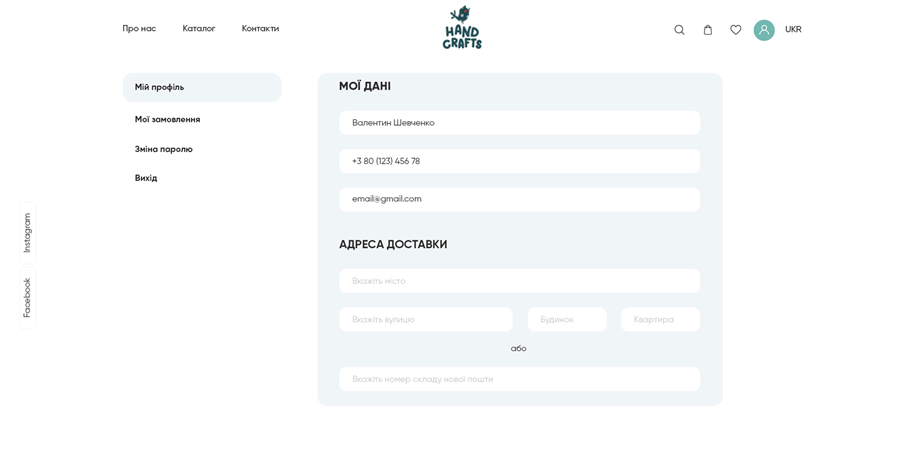 Про нас
Каталог
Контакти
HAND
CRAFTS
UKR
Мій профіль
Мої замовлення
Зміна паролю
Вихід
Instagram
Facebook
МОЇ ДАНІ
Валентин Шевченко
+3 80 (123) 456 78
email@gmail.com
АДРЕСА ДОСТАВКИ
Вкажіть місто
Вкажіть вулицю
Будинок
Квартира
або
Вкажіть номер складу нової пошти